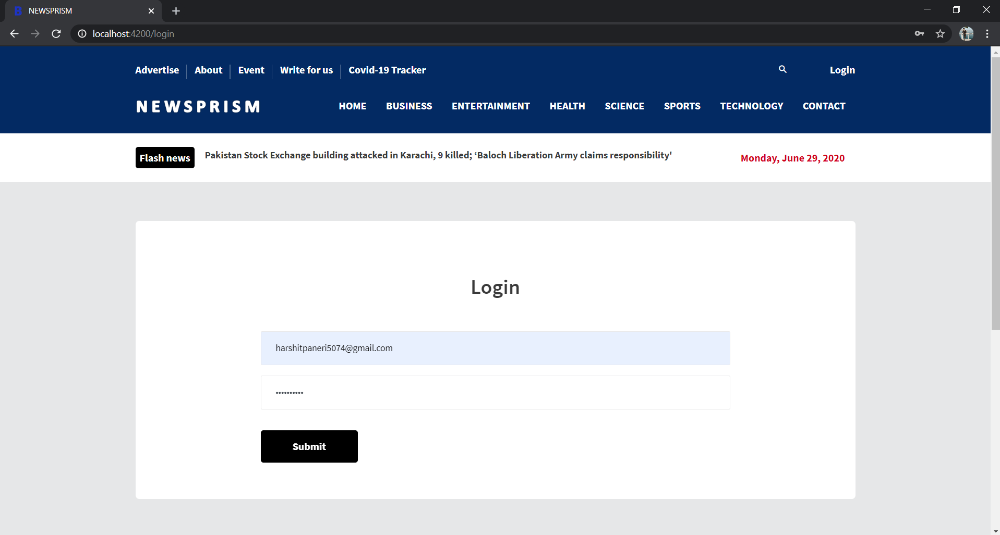 NEWSPRISM
localhost:4200/login
Advertise About Event Write for us Covid-19 Tracker Login
NEWSPRISM HOME BUSINESS ENTERTAINMENT HEALTH SCIENCE SPORTS TECHNOLOGY CONTACT
Flash news Pakistan Stock Exchange building attacked in Karachi, 9 killed; ‘Baloch Liberation Army claims responsibility' Monday, June 29, 2020
Login
harshitpaneri5074@gmail.com
••••••••••
Submit